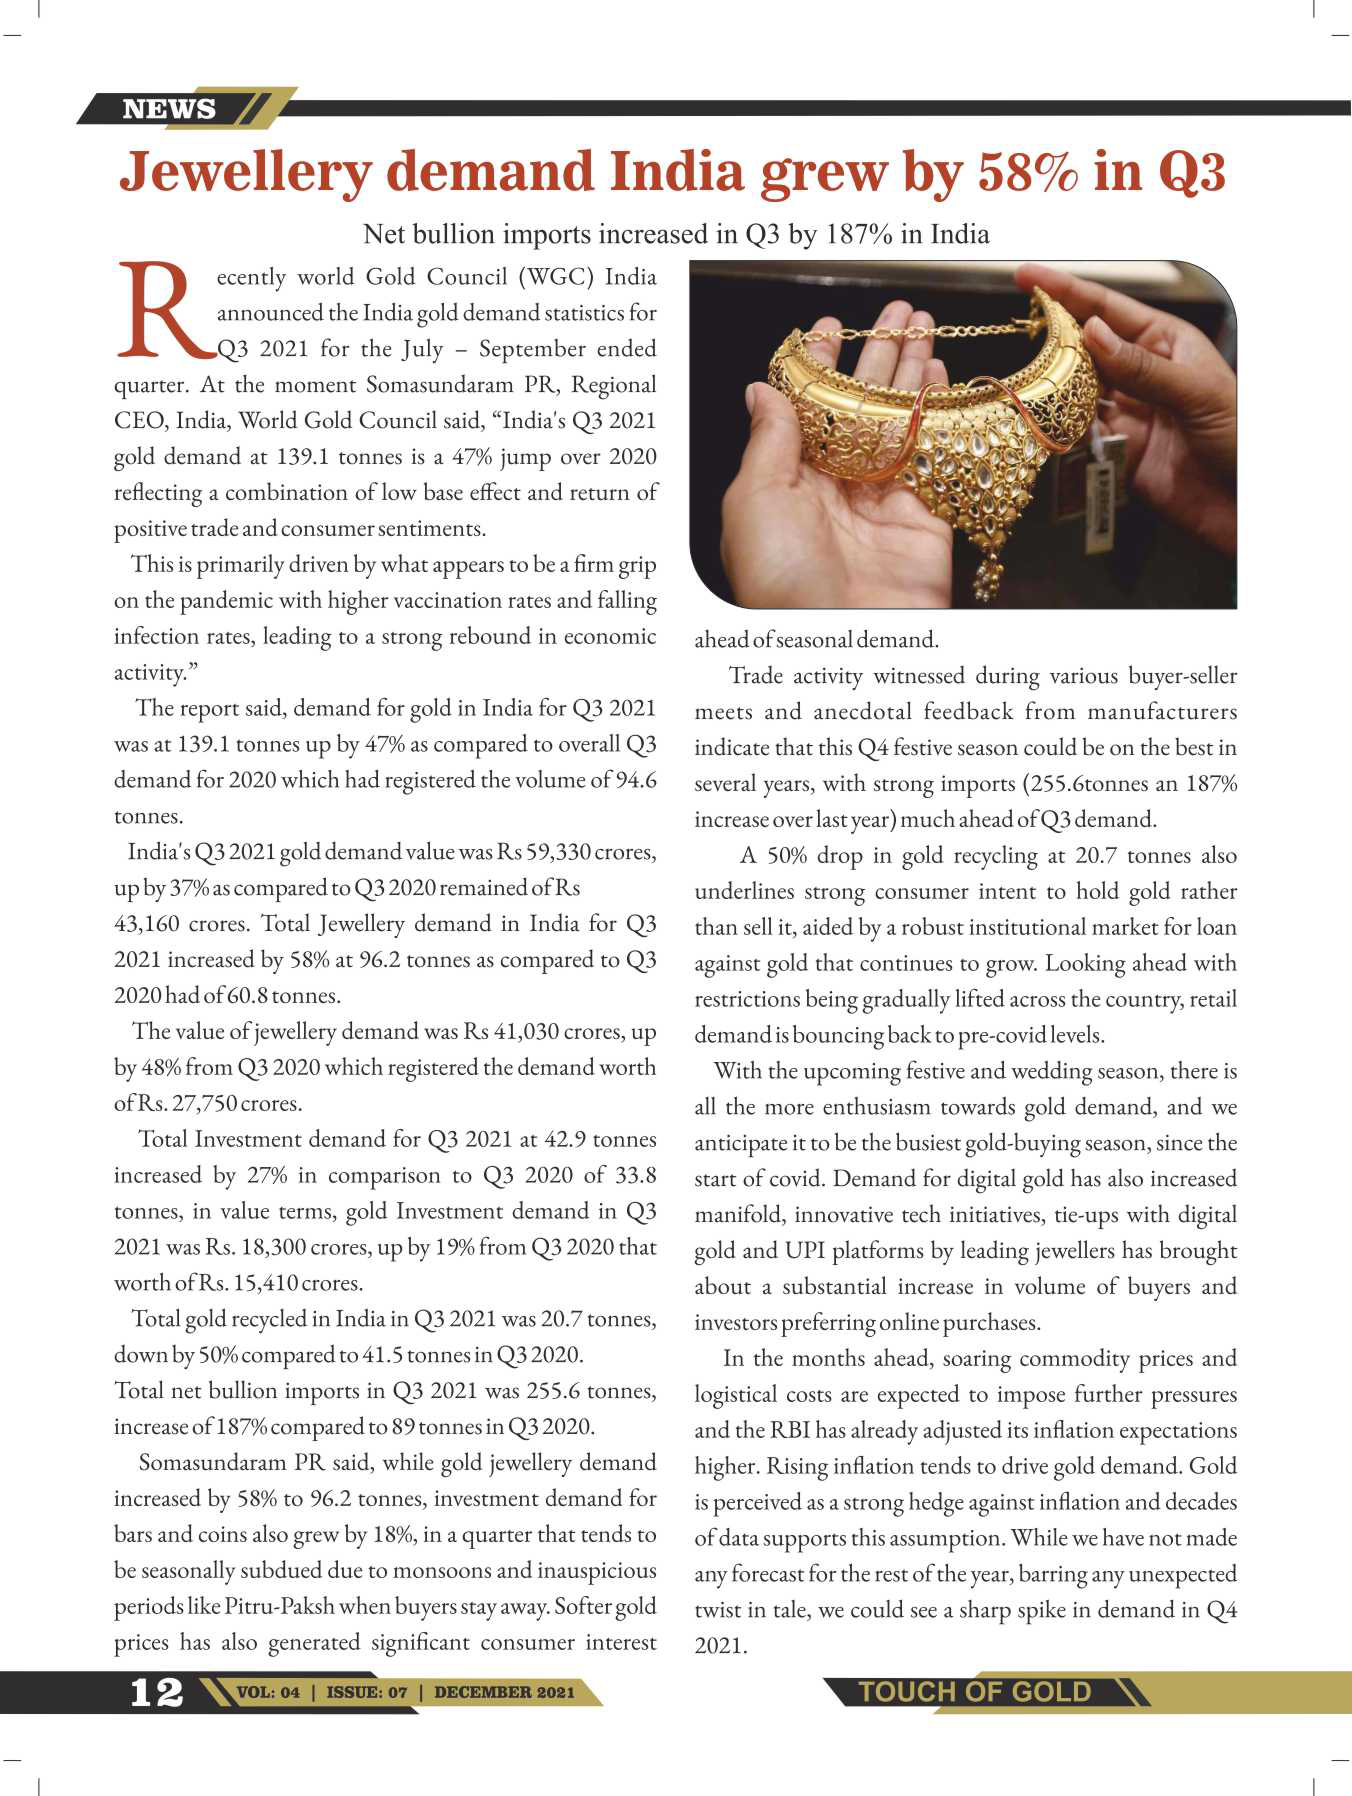 NEWS
Jewellery demand India grew by 58% in Q3
Net bullion imports increased in Q3 by 187% in India
Recently world Gold Council (WGC) India
announced the India gold demand statistics for
Q3 2021 for the July – September ended
quarter. At the moment Somasundaram PR, Regional
CEO, India, World Gold Council said, “India's Q3 2021
gold demand at 139.1 tonnes is a 47% jump over 2020
reflecting a combination of low base effect and return of
positive trade and consumer sentiments.
This is primarily driven by what appears to be a firm grip
on the pandemic with higher vaccination rates and falling
infection rates, leading to a strong rebound in economic
activity.”
The report said, demand for gold in India for Q3 2021
was at 139.1 tonnes up by 47% as compared to overall Q3
demand for 2020 which had registered the volume of 94.6
tonnes.
India's Q3 2021 gold demand value was Rs 59,330 crores,
up by 37% as compared to Q3 2020 remained of Rs
43,160 crores. Total Jewellery demand in India for Q3
2021 increased by 58% at 96.2 tonnes as compared to Q3
2020 had of 60.8 tonnes.
The value of jewellery demand was Rs 41,030 crores, up
by 48% from Q3 2020 which registered the demand worth
of Rs. 27,750 crores.
Total Investment demand for Q3 2021 at 42.9 tonnes
increased by 27% in comparison to Q3 2020 of 33.8
tonnes, in value terms, gold Investment demand in Q3
2021 was Rs. 18,300 crores, up by 19% from Q3 2020 that
worth of Rs. 15,410 crores.
Total gold recycled in India in Q3 2021 was 20.7 tonnes,
down by 50% compared to 41.5 tonnes in Q3 2020.
Total net bullion imports in Q3 2021 was 255.6 tonnes,
increase of 187% compared to 89 tonnes in Q3 2020.
Somasundaram PR said, while gold jewellery demand
increased by 58% to 96.2 tonnes, investment demand for
bars and coins also grew by 18%, in a quarter that tends to
be seasonally subdued due to monsoons and inauspicious
periods like Pitru-Paksh when buyers stay away. Softer gold
prices has also generated significant consumer interest
ahead of seasonal demand.
Trade activity witnessed during various buyer-seller
meets and anecdotal feedback from manufacturers
indicate that this Q4 festive season could be on the best in
several years, with strong imports (255.6tonnes an 187%
increase over last year) much ahead of Q3 demand.
A 50% drop in gold recycling at 20.7 tonnes also
underlines strong consumer intent to hold gold rather
than sell it, aided by a robust institutional market for loan
against gold that continues to grow. Looking ahead with
restrictions being gradually lifted across the country, retail
demand is bouncing back to pre-covid levels.
With the upcoming festive and wedding season, there is
all the more enthusiasm towards gold demand, and we
anticipate it to be the busiest gold-buying season, since the
start of covid. Demand for digital gold has also increased
manifold, innovative tech initiatives, tie-ups with digital
gold and UPI platforms by leading jewellers has brought
about a substantial increase in volume of buyers and
investors preferring online purchases.
In the months ahead, soaring commodity prices and
logistical costs are expected to impose further pressures
and the RBI has already adjusted its inflation expectations
higher. Rising inflation tends to drive gold demand. Gold
is perceived as a strong hedge against inflation and decades
of data supports this assumption. While we have not made
any forecast for the rest of the year, barring any unexpected
twist in tale, we could see a sharp spike in demand in Q4
2021.
12
VOL: 04 | ISSUE: 07 | DECEMBER 2021
TOUCH OF GOLD